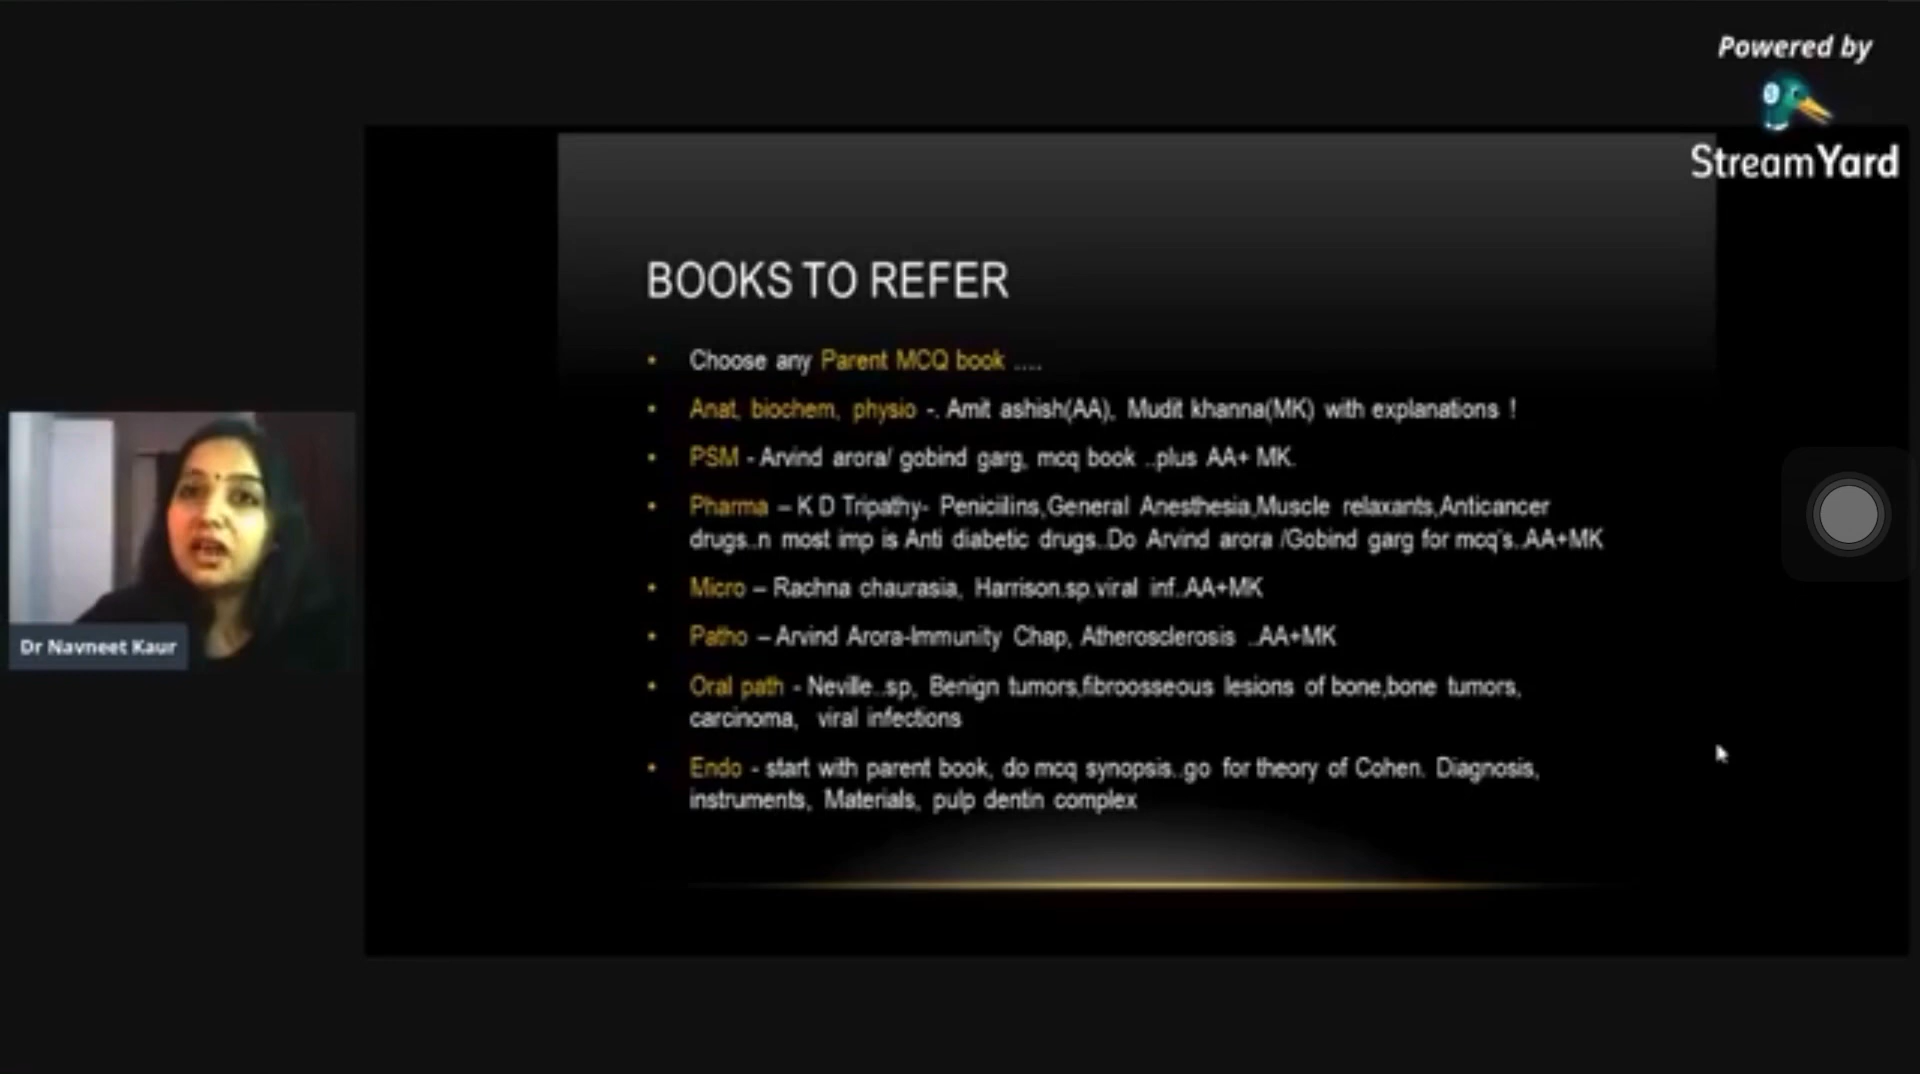 Powered by
StreamYard
BOOKS TO REFER
• Choose any Parent MCQ book .....
• Anat, biochem, physio -. Amit ashish(AA), Mudit khanna(MK) with explanations !
• PSM - Arvind arora/ gobind garg, mcq book ..plus AA+ MK.
• Pharma – K D Tripathy- Peniciilins,General Anesthesia,Muscle relaxants,Anticancer
drugs..n most imp is Anti diabetic drugs..Do Arvind arora /Gobind garg for mcq's..AA+MK
• Micro – Rachna chaurasia, Harrison.sp.viral inf..AA+MK
• Patho – Arvind Arora-Immunity Chap, Atherosclerosis ..AA+MK
• Oral path - Neville..sp, Benign tumors,fibroosseous lesions of bone,bone tumors,
carcinoma, viral infections
• Endo - start with parent book, do mcq synopsis..go for theory of Cohen. Diagnosis,
instruments, Materials, pulp dentin complex
Dr Navneet Kaur